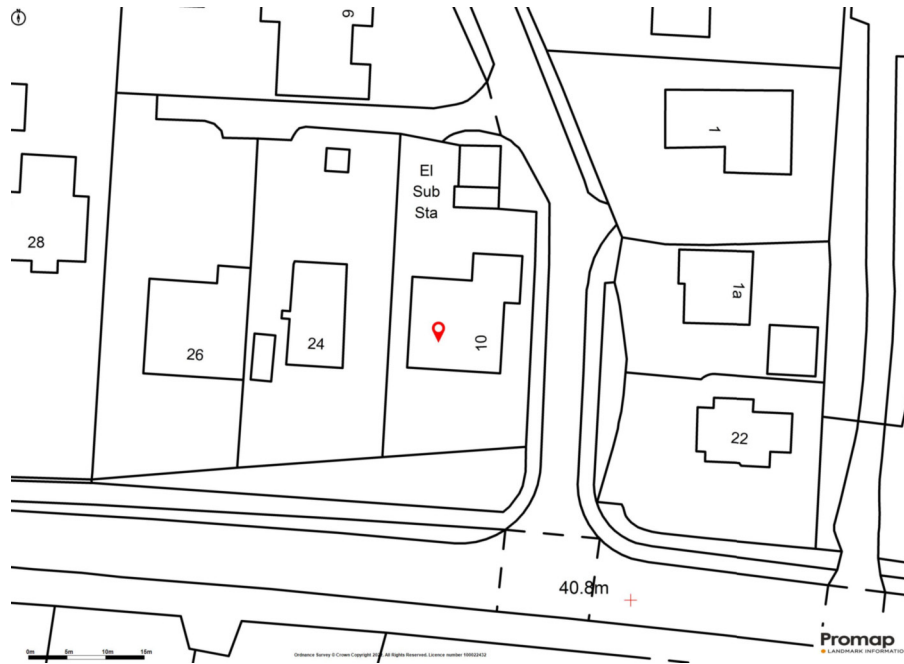 9
1
El
Sub
Sta
28
1a
10
24
26
22
40.8m
Promap
LANDMARK INFORMATIO
0m 5m 10m 15m